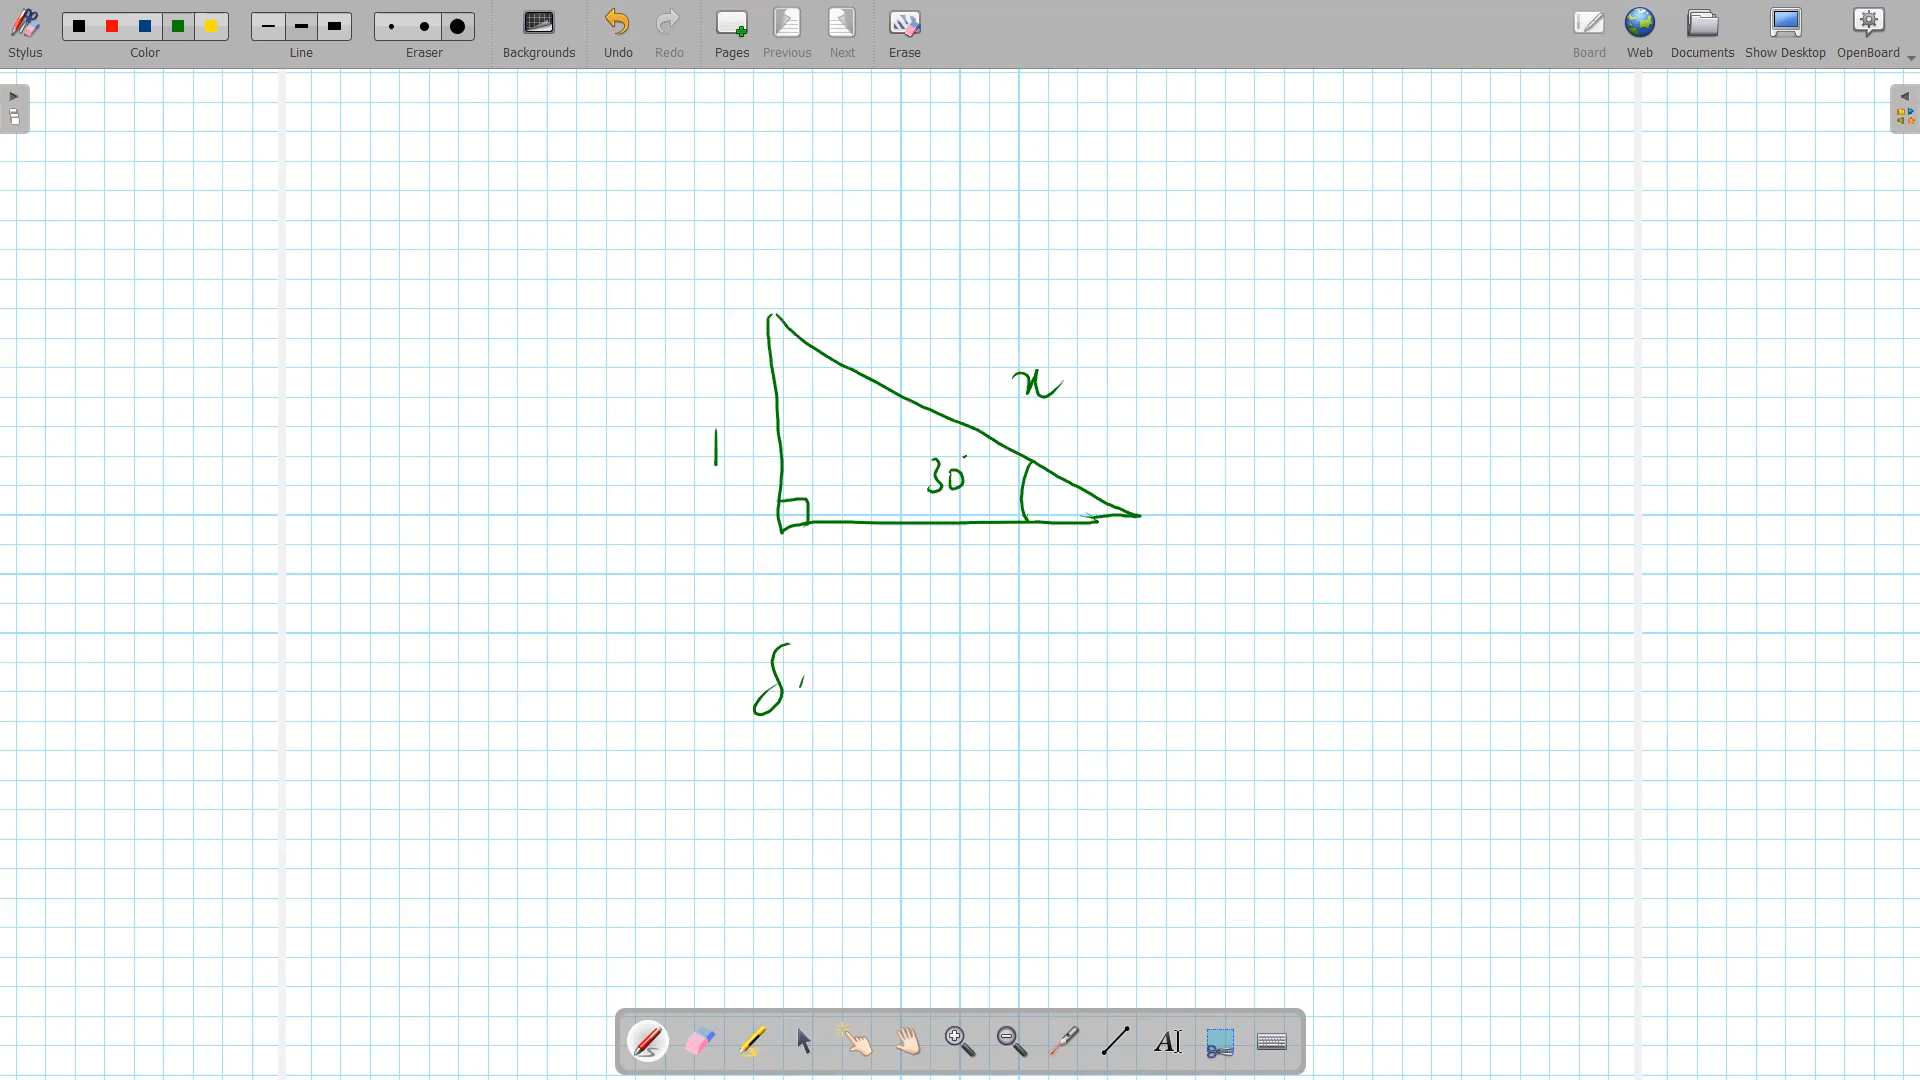 Stylus Color Line Eraser Backgrounds Undo Redo Pages Previous Next Erase Board Web Documents Show Desktop OpenBoard
x
1
30°